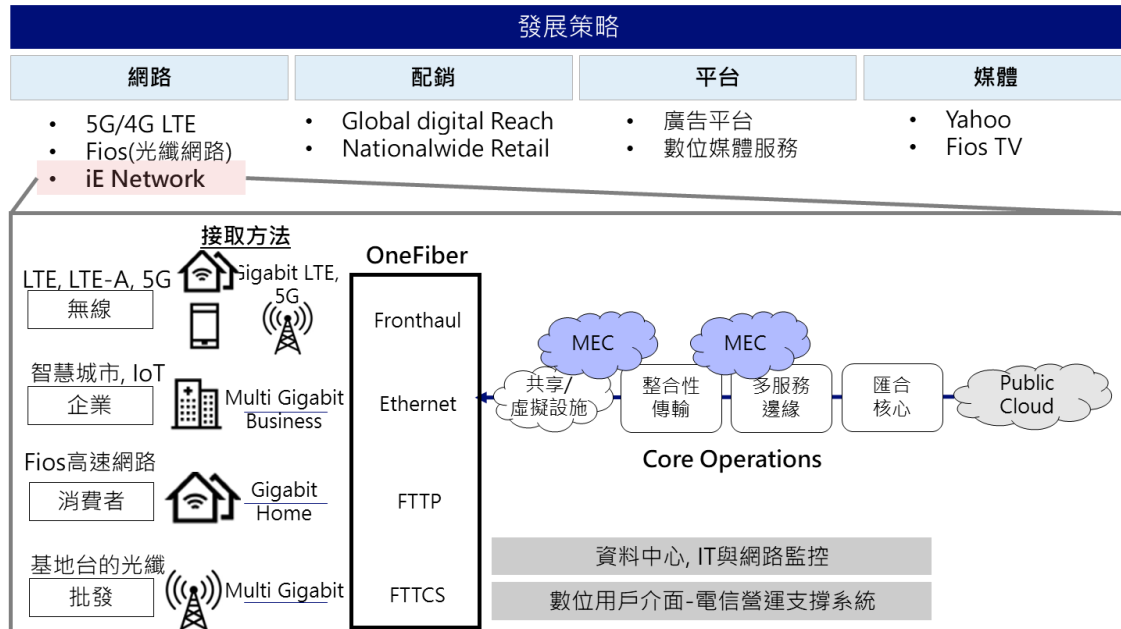 發展策略
網路
配銷
平台
媒體
• 5G/4G LTE
• Fios(光纖網路)
• iE Network
• Global digital Reach
• Nationalwide Retail
• 廣告平台
• 數位媒體服務
• Yahoo
• Fios TV
接取方法
OneFiber
LTE, LTE-A, 5G
無線
Gigabit LTE,
5G
Fronthaul
智慧城市, IoT
企業
Multi Gigabit
Business
Ethernet
Fios高速網路
消費者
Gigabit
Home
FTTP
基地台的光纖
批發
Multi Gigabit
FTTCS
MEC
MEC
共享/
虛擬設施
整合性
傳輸
多服務
邊緣
匯合
核心
Public
Cloud
Core Operations
資料中心, IT與網路監控
數位用戶介面-電信營運支撐系統